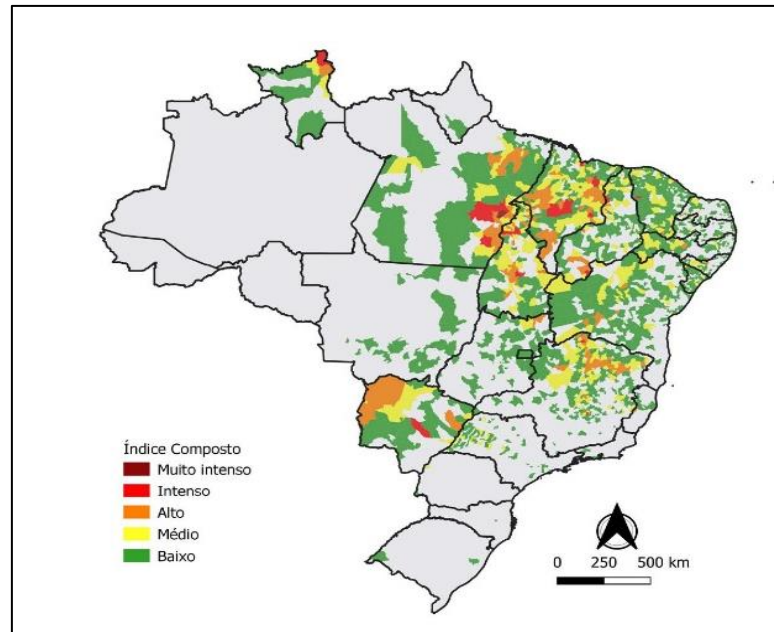 Índice Composto
Muito intenso
Intenso
Alto
Médio
Baixo
0 250 500 km